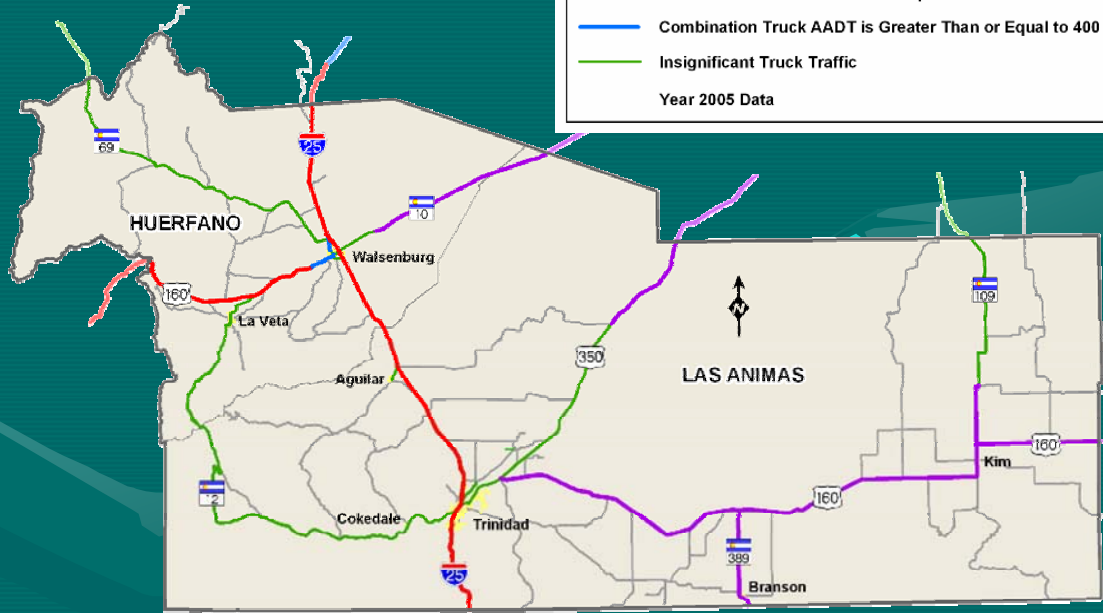 Combination Truck AADT is Greater Than or Equal to 400
Insignificant Truck Traffic
Year 2005 Data
69
25
10
HUERFANO
Walsenburg
160
La Veta
109
350
Aguilar
LAS ANIMAS
160
Kim
12
160
Cokedale
Trinidad
389
25
Branson
N